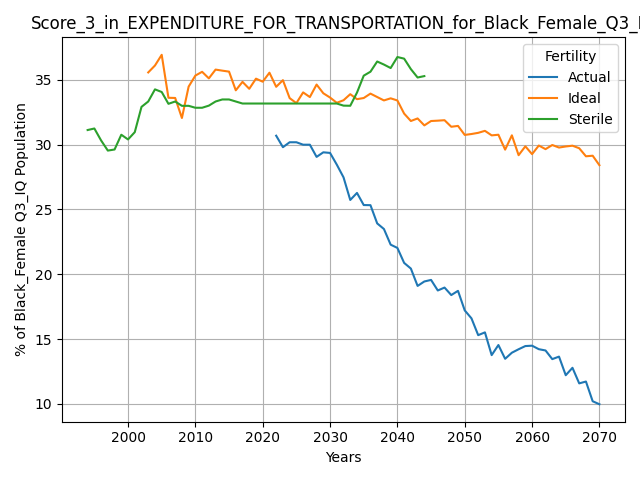 Score_3_in_EXPENDITURE_FOR_TRANSPORTATION_for_Black_Female_Q3_I
Fertility
Actual
Ideal
Sterile
% of Black_Female Q3_IQ Population
35
30
25
20
15
10
2000 2010 2020 2030 2040 2050 2060 2070
Years